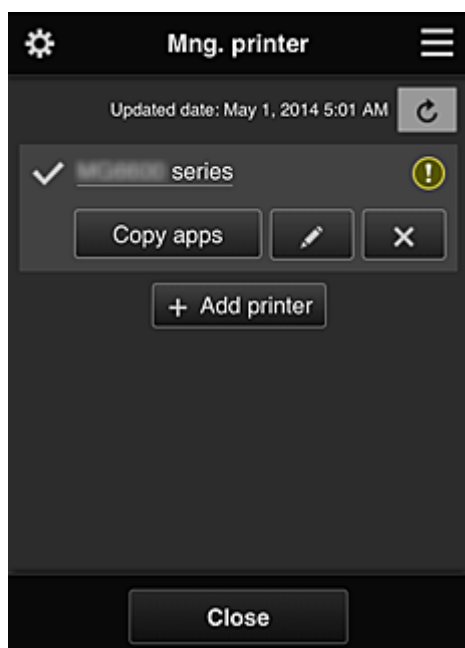 Mng. printer
Updated date: May 1, 2014 5:01 AM
series
Copy apps
+ Add printer
Close